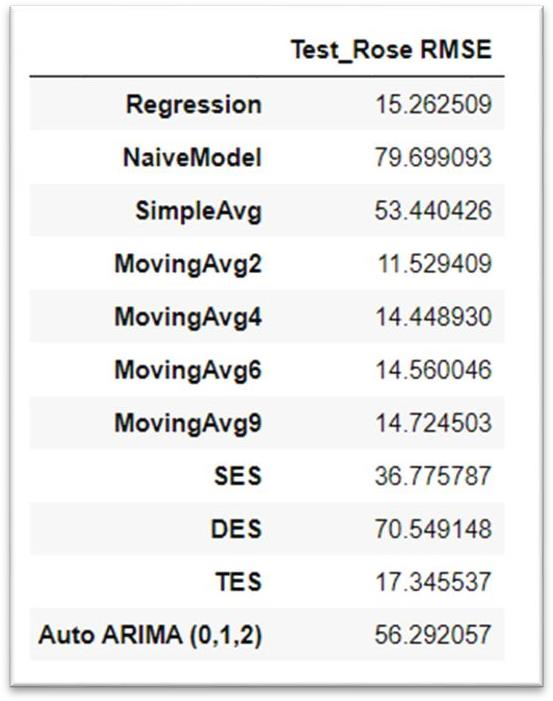 Test_Rose RMSE
Regression 15.262509
NaiveModel 79.699093
SimpleAvg 53.440426
MovingAvg2 11.529409
MovingAvg4 14.448930
MovingAvg6 14.560046
MovingAvg9 14.724503
SES 36.775787
DES 70.549148
TES 17.345537
Auto ARIMA (0,1,2) 56.292057